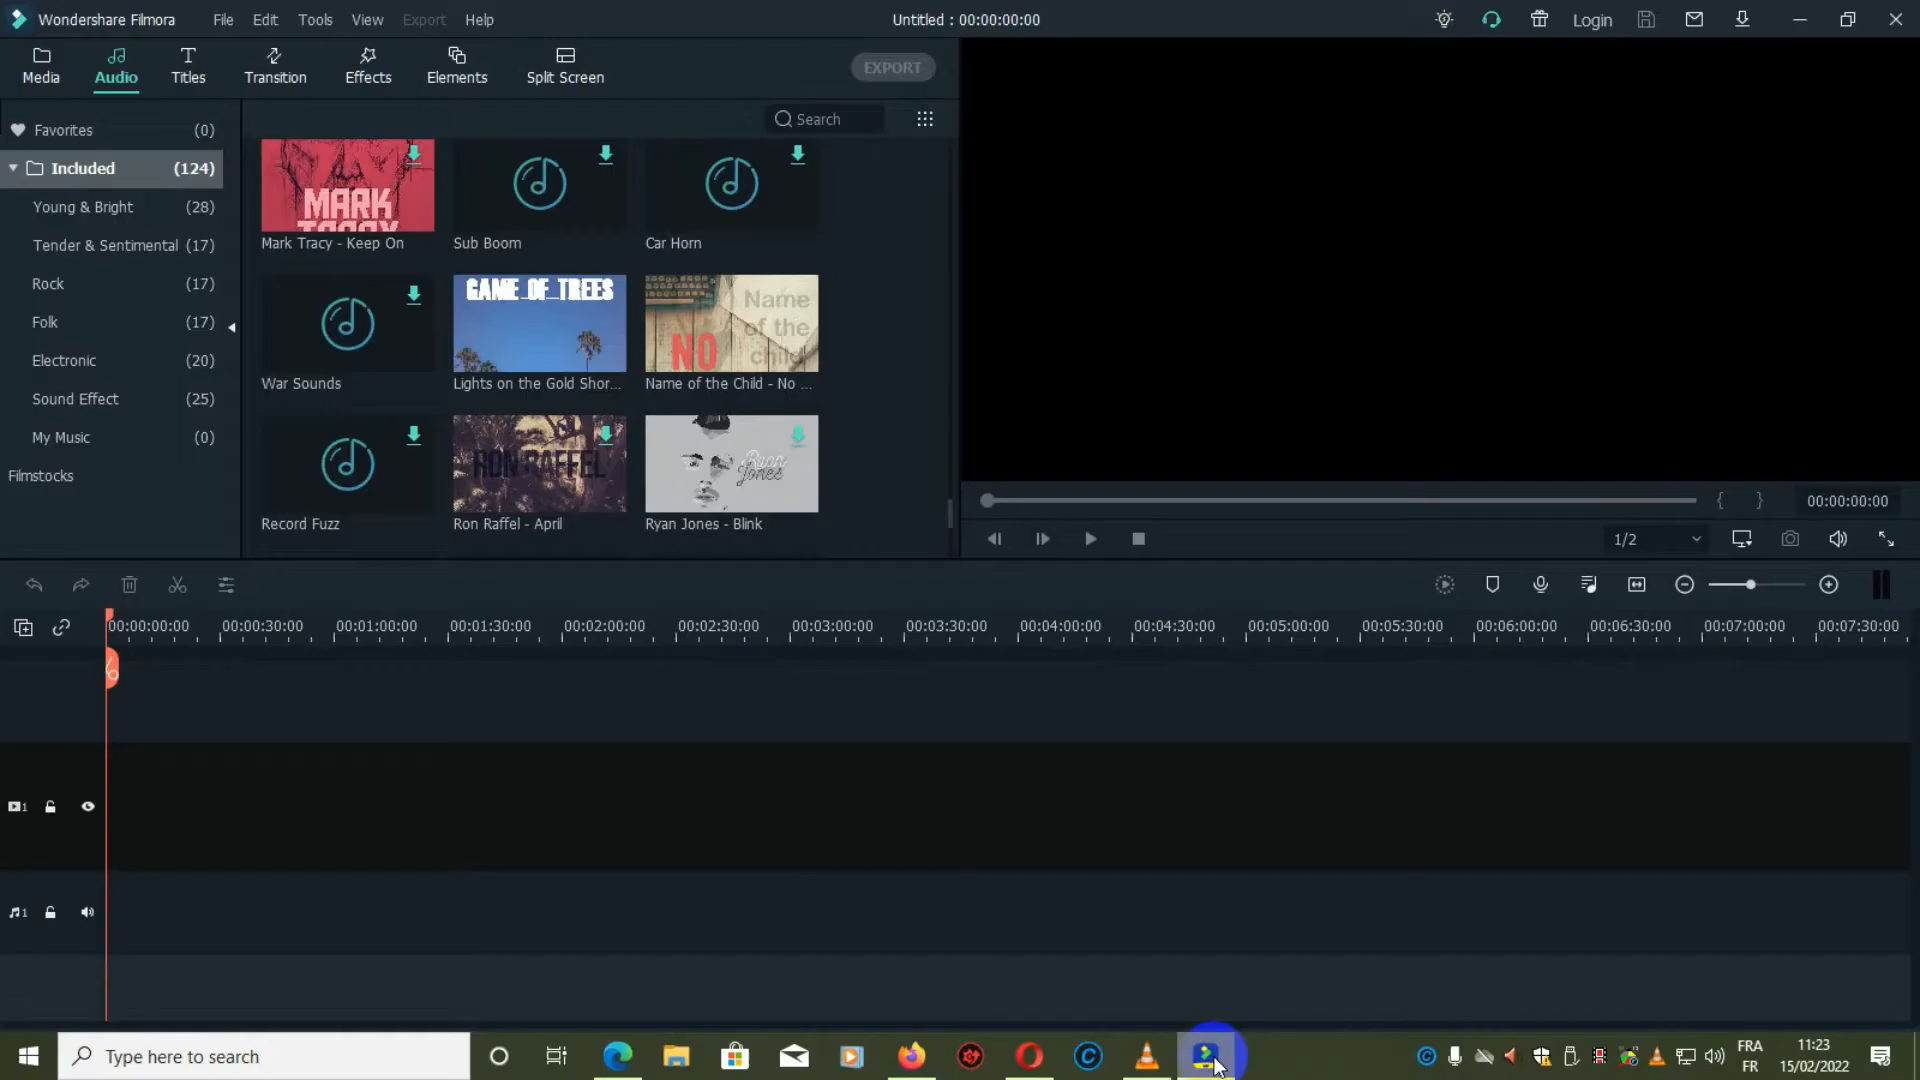 Wondershare Filmora File Edit Tools View Export Help Untitled : 00:00:00:00 Login
Media Audio Titles Transition Effects Elements Split Screen EXPORT
Favorites (0) Search
Included (124)
Young & Bright (28)
Tender & Sentimental (17)
Rock (17)
Folk (17)
Electronic (20)
Sound Effect (25)
My Music (0)
Filmstocks
MARK
TRACY
Mark Tracy - Keep On Sub Boom Car Horn
GAME_OF_TREES
Name
of the
NO child
War Sounds Lights on the Gold Shor... Name of the Child - No ...
RON RAFFEL
Ryan
Jones
Record Fuzz Ron Raffel - April Ryan Jones - Blink
{ } 00:00:00:00
1/2
00:00:00:00 00:00:30:00 00:01:00:00 00:01:30:00 00:02:00:00 00:02:30:00 00:03:00:00 00:03:30:00 00:04:00:00 00:04:30:00 00:05:00:00 00:05:30:00 00:06:00:00 00:06:30:00 00:07:00:00 00:07:30:00
1
1
Type here to search
FRA
FR
11:23
15/02/2022